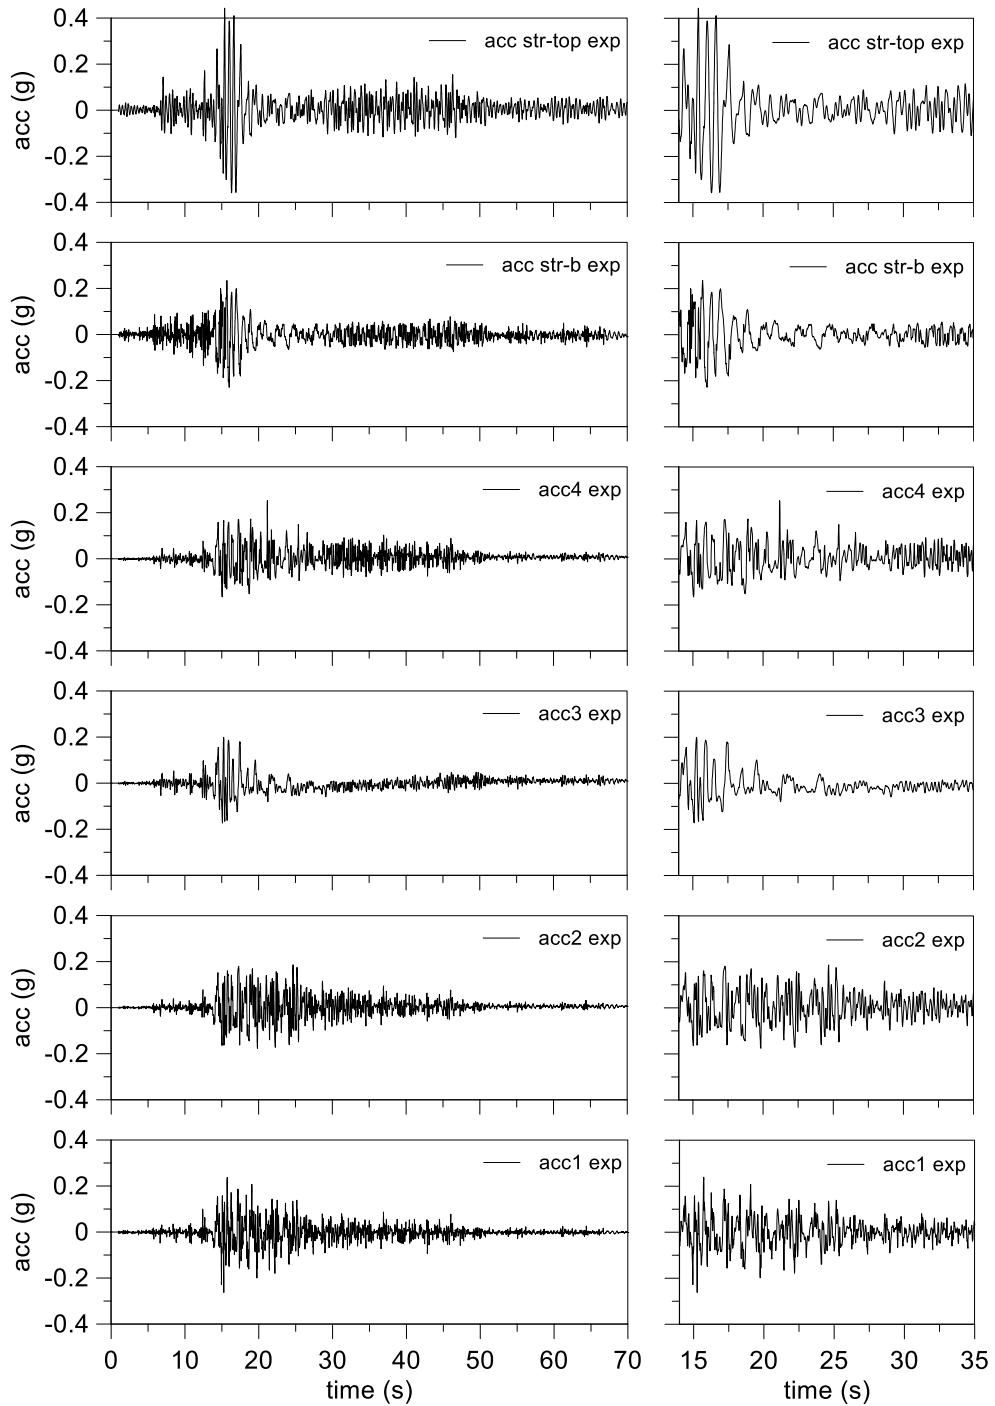 0.4
acc str-top exp
acc str-top exp
0.2
acc (g)
0
-0.2
-0.4
0.4
acc str-b exp
acc str-b exp
0.2
acc (g)
0
-0.2
-0.4
0.4
acc4 exp
acc4 exp
0.2
acc (g)
0
-0.2
-0.4
0.4
acc3 exp
acc3 exp
0.2
acc (g)
0
-0.2
-0.4
0.4
acc2 exp
acc2 exp
0.2
acc (g)
0
-0.2
-0.4
0.4
acc1 exp
acc1 exp
0.2
acc (g)
0
-0.2
-0.4
0 10 20 30 40 50 60 70
15 20 25 30 35
time (s)
time (s)